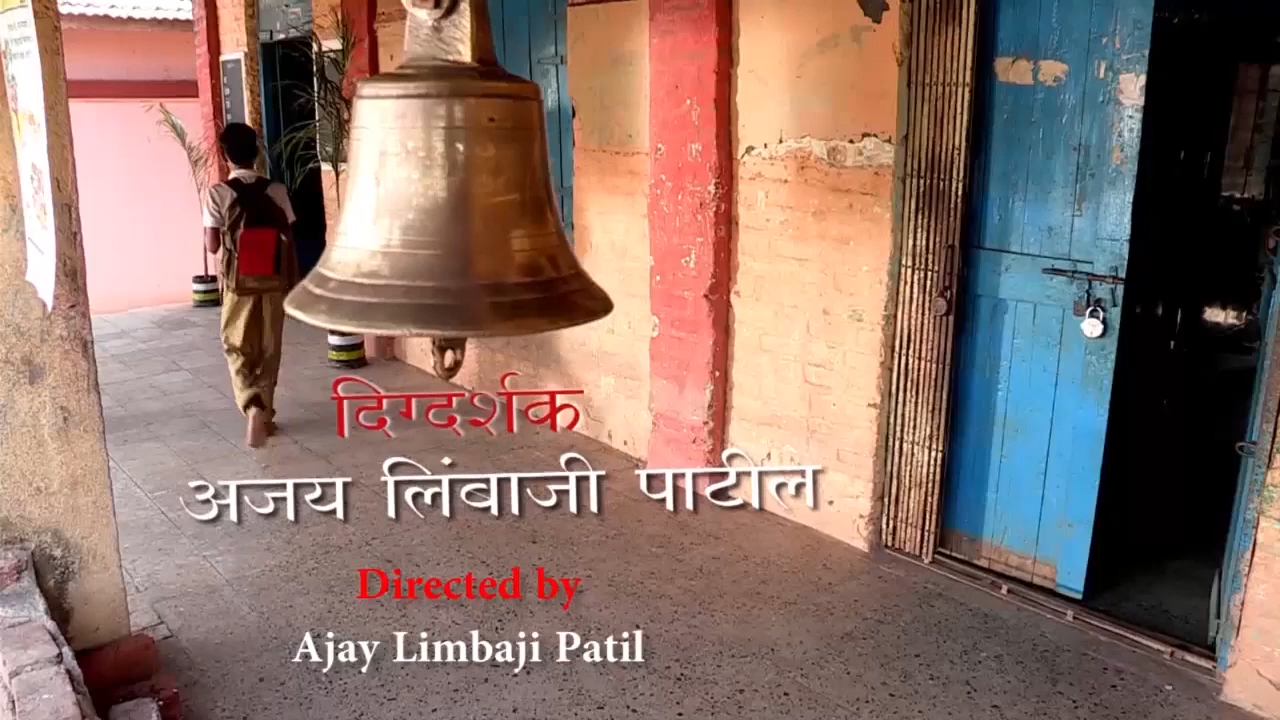 दिग्दर्शक
अजय लिंबाजी पाटील
Directed by
Ajay Limbaji Patil